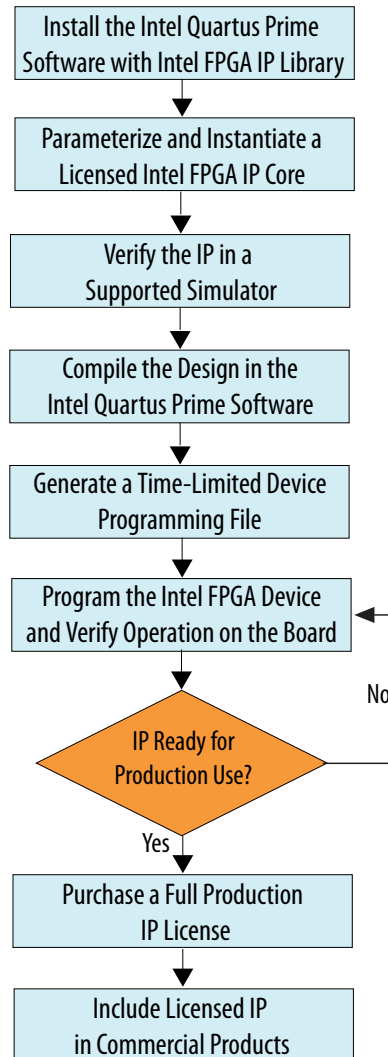 Install the Intel Quartus Prime
Software with Intel FPGA IP Library
Parameterize and Instantiate a
Licensed Intel FPGA IP Core
Verify the IP in a
Supported Simulator
Compile the Design in the
Intel Quartus Prime Software
Generate a Time-Limited Device
Programming File
Program the Intel FPGA Device
and Verify Operation on the Board
No
IP Ready for
Production Use?
Yes
Purchase a Full Production
IP License
Include Licensed IP
in Commercial Products